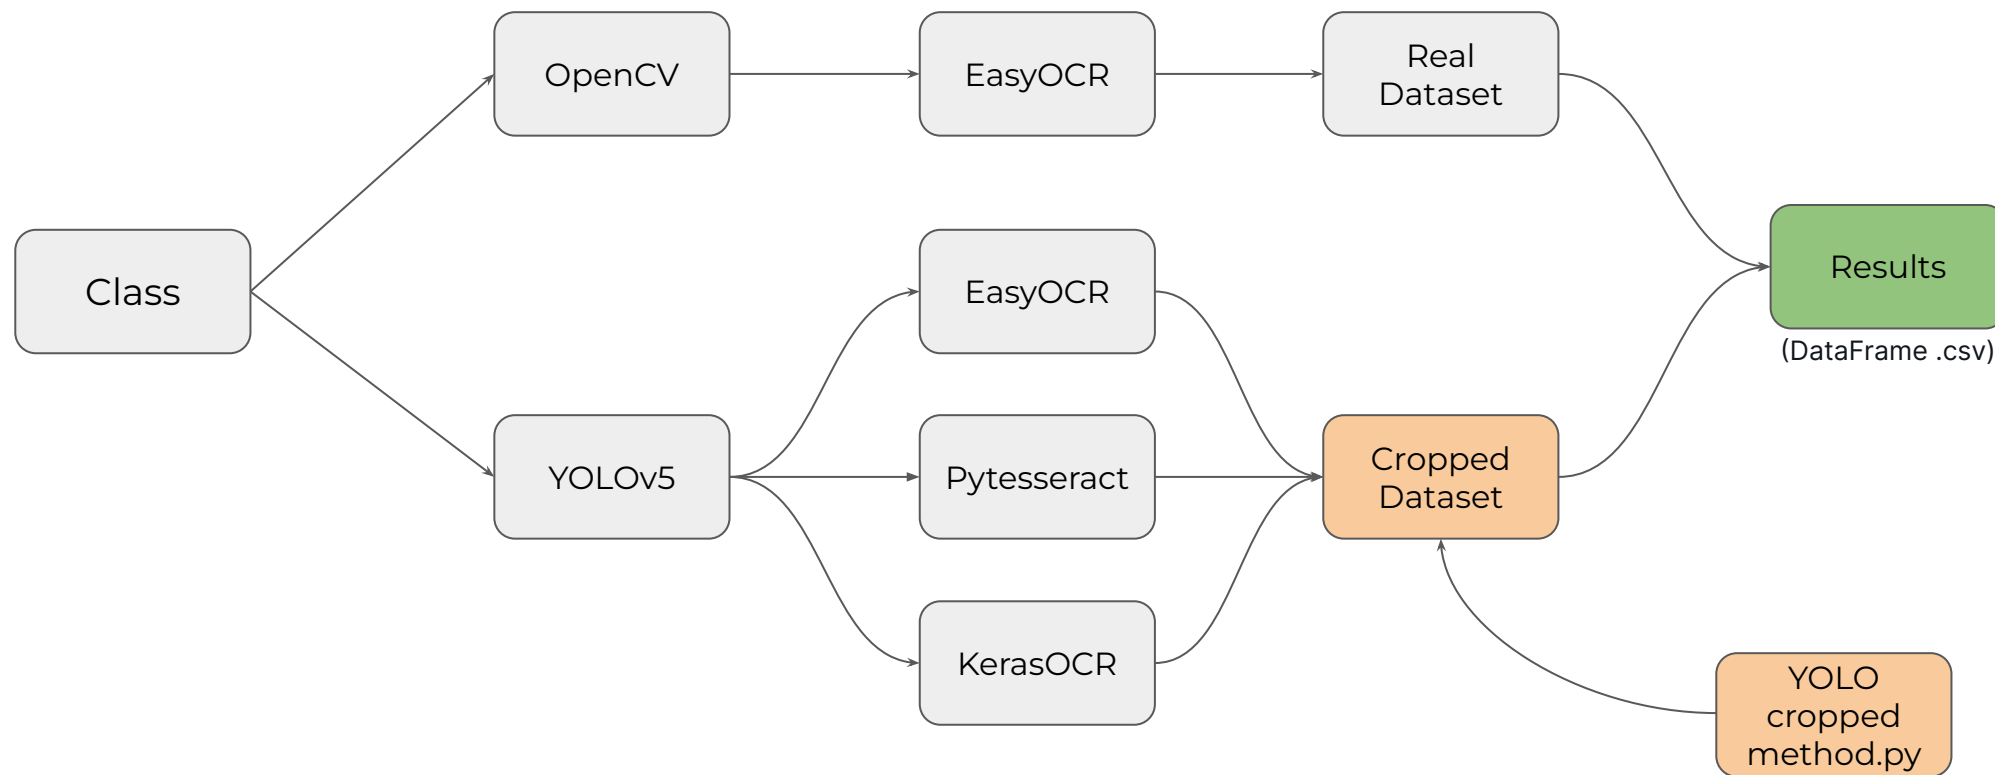 OpenCV
EasyOCR
Real
Dataset
Class
EasyOCR
Results
(DataFrame .csv)
YOLOv5
Pytesseract
Cropped
Dataset
KerasOCR
YOLO
cropped
method.py